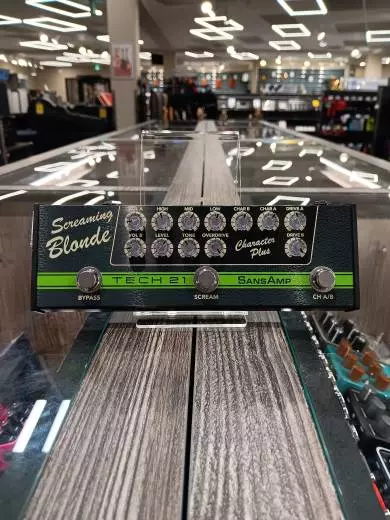 Screaming
Blonde
VOL A HIGH MID LOW CHAR B CHAR A DRIVE A
VOL B LEVEL TONE OVERDRIVE DRIVE B
Character
Plus
TECH 21 SANSAMP
BYPASS SCREAM CH A/B